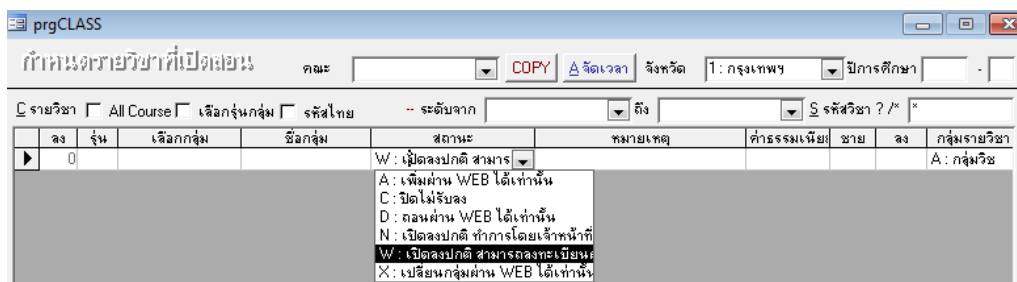 prgCLASS
กำหนดรายวิชาที่เปิดสอน คณะ COPY A จัดเวลา จังหวัด 1 : กรุงเทพฯ ปีการศึกษา -
C รายวิชา All Course เลือกรุ่นกลุ่ม รหัสไทย -- ระดับจาก ถึง S รหัสวิชา ? /* *
ลง รุ่น เลือกกลุ่ม ชื่อกลุ่ม สถานะ หมายเหตุ ค่าธรรมเนีย ชาย ลง กลุ่มรายวิชา
0 W : เปิดลงปกติ สามาร A : กลุ่มวิช
A : เพิ่มผ่าน WEB ได้เท่านั้น
C : ปิดไม่รับลง
D : ถอนผ่าน WEB ได้เท่านั้น
N : เปิดลงปกติ ทำการโดยเจ้าหน้าที่
W : เปิดลงปกติ สามารถลงทะเบียน
X : เปลี่ยนกลุ่มผ่าน WEB ได้เท่านั้น